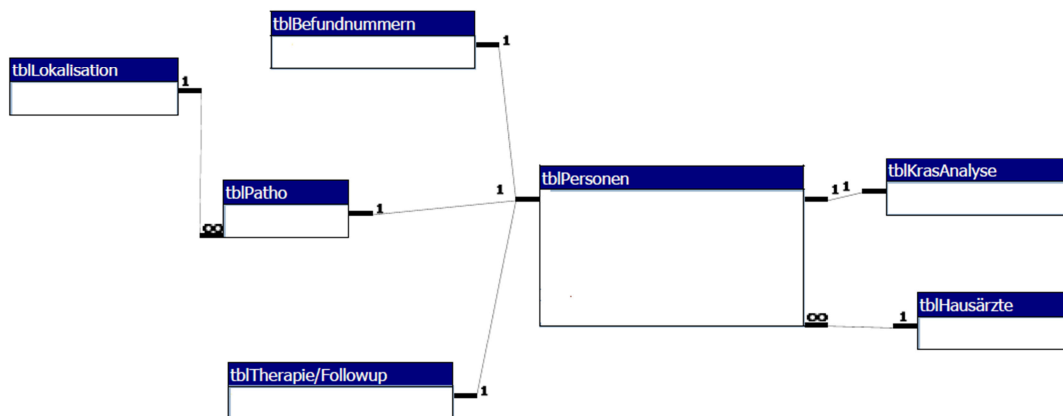 tblBefundnummern
1
tblLokalisation
1
tblPatho
1
∞
1
tblPersonen
1 1
tblKrasAnalyse
∞
1
tblHausärzte
tblTherapie/Followup
1